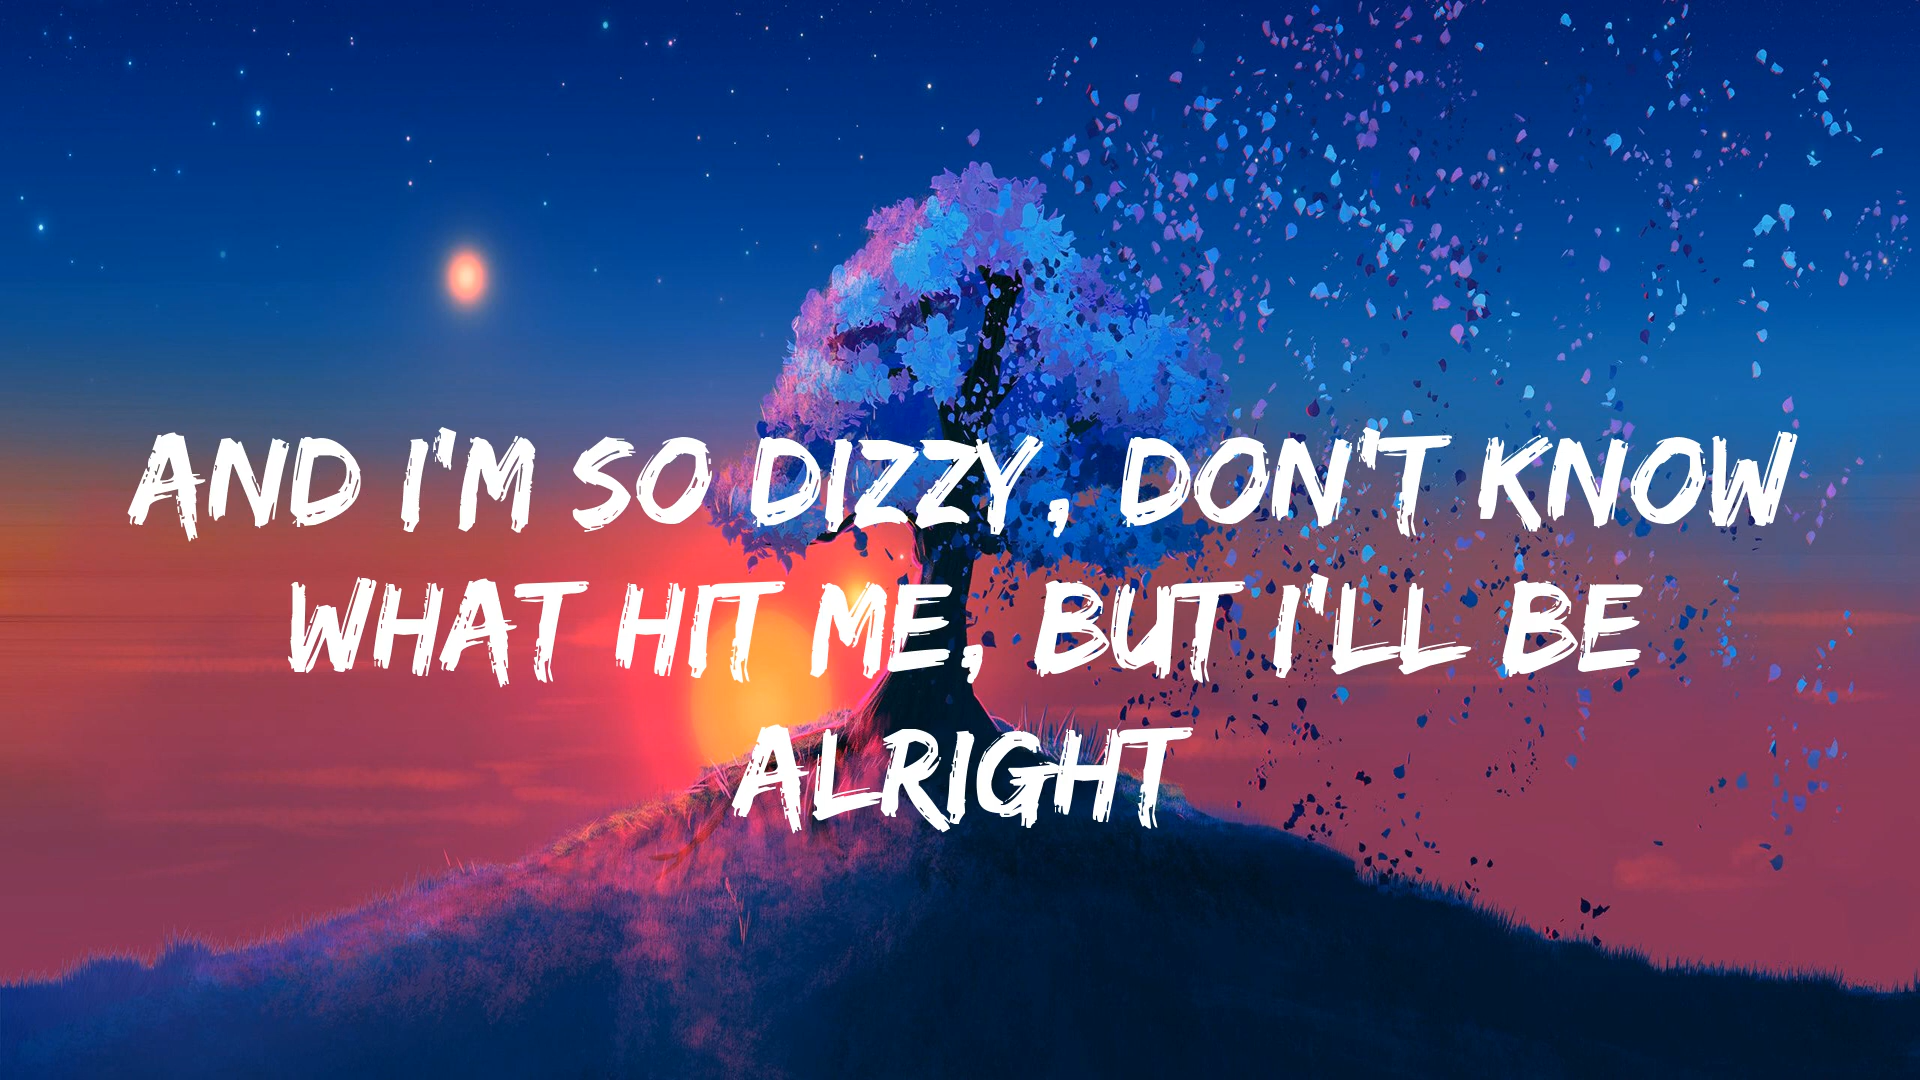 AND I'M SO DIZZY, DON'T KNOW
WHAT HIT ME, BUT I'LL BE
ALRIGHT